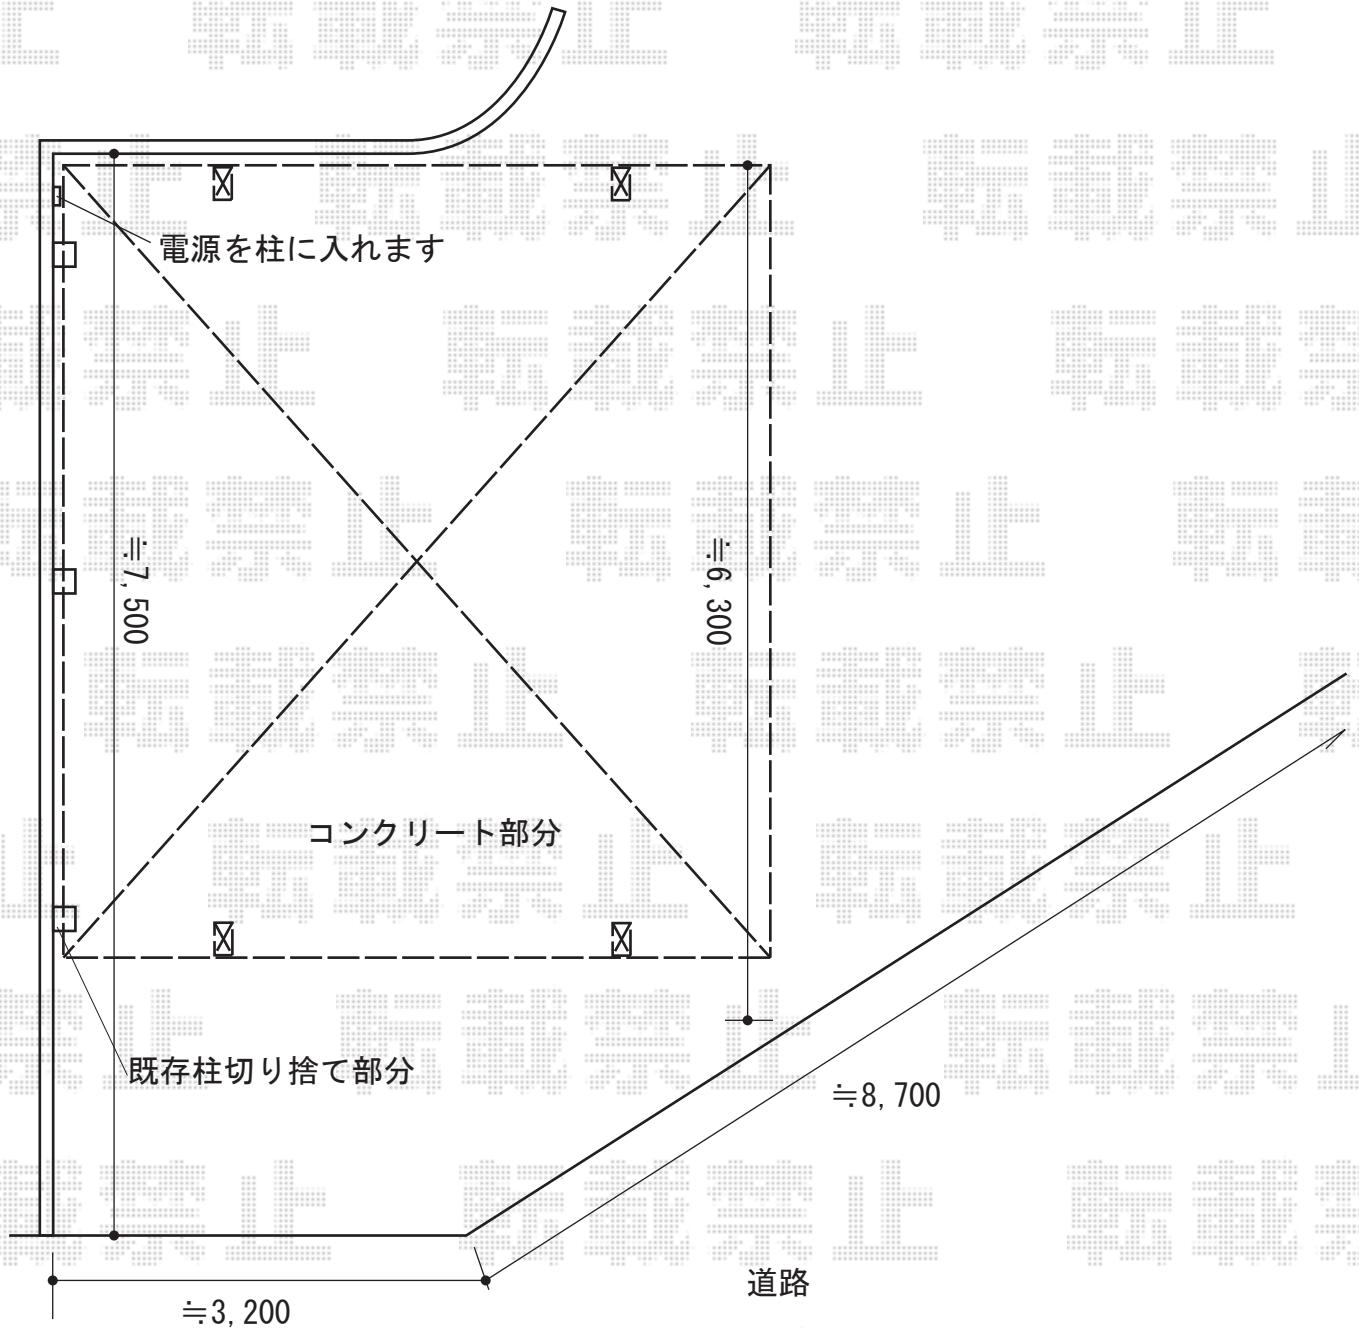 電源を柱に入れます
≒7,500
≒6,300
コンクリート部分
既存柱切り捨て部分
≒8,700
道路
≒3,200
転載禁止